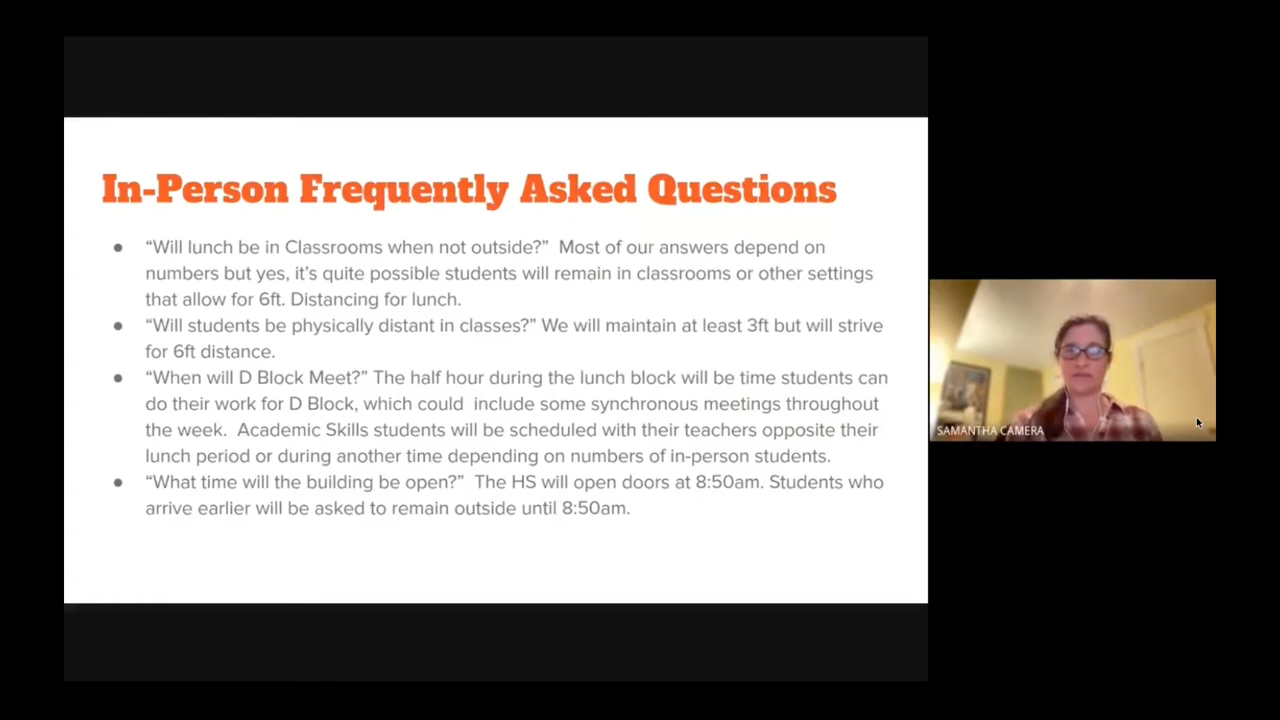 In-Person Frequently Asked Questions
● “Will lunch be in Classrooms when not outside?”  Most of our answers depend on
numbers but yes, it’s quite possible students will remain in classrooms or other settings
that allow for 6ft. Distancing for lunch.
● “Will students be physically distant in classes?” We will maintain at least 3ft but will strive
for 6ft distance.
● “When will D Block Meet?” The half hour during the lunch block will be time students can
do their work for D Block, which could  include some synchronous meetings throughout
the week.  Academic Skills students will be scheduled with their teachers opposite their
lunch period or during another time depending on numbers of in-person students.
● “What time will the building be open?”  The HS will open doors at 8:50am. Students who
arrive earlier will be asked to remain outside until 8:50am.
SAMANTHA CAMERA